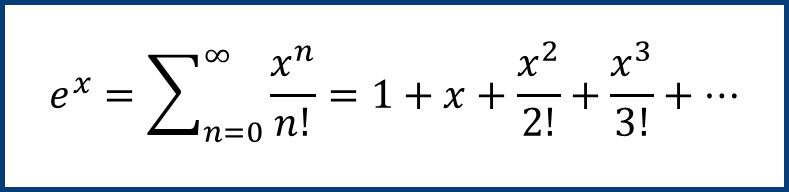 e^x = ∑_{n=0}^{∞} x^n/n! = 1 + x + x^2/2! + x^3/3! + ⋯